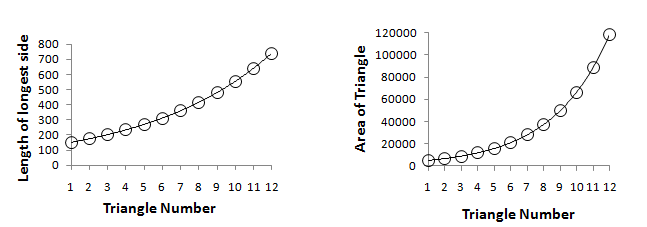 Length of longest side
800
700
600
500
400
300
200
100
0
1 2 3 4 5 6 7 8 9 10 11 12
Triangle Number
Area of Triangle
120000
100000
80000
60000
40000
20000
0
1 2 3 4 5 6 7 8 9 10 11 12
Triangle Number